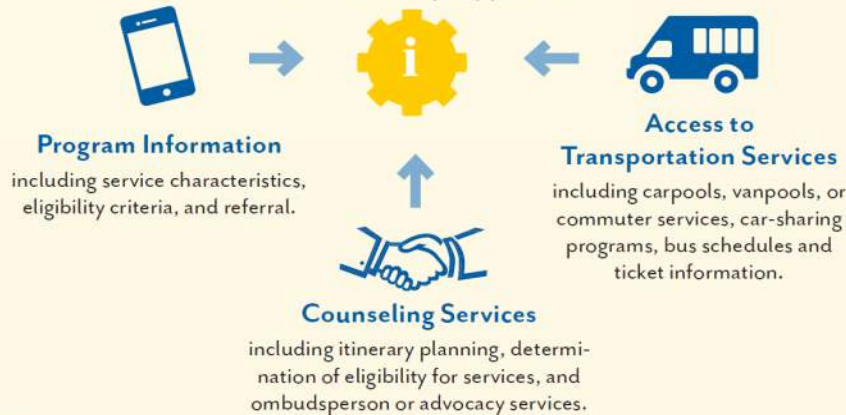 i
Program Information
including service characteristics,
eligibility criteria, and referral.
Access to
Transportation Services
including carpools, vanpools, or
commuter services, car-sharing
programs, bus schedules and
ticket information.
Counseling Services
including itinerary planning, determi-
nation of eligibility for services, and
ombudsperson or advocacy services.